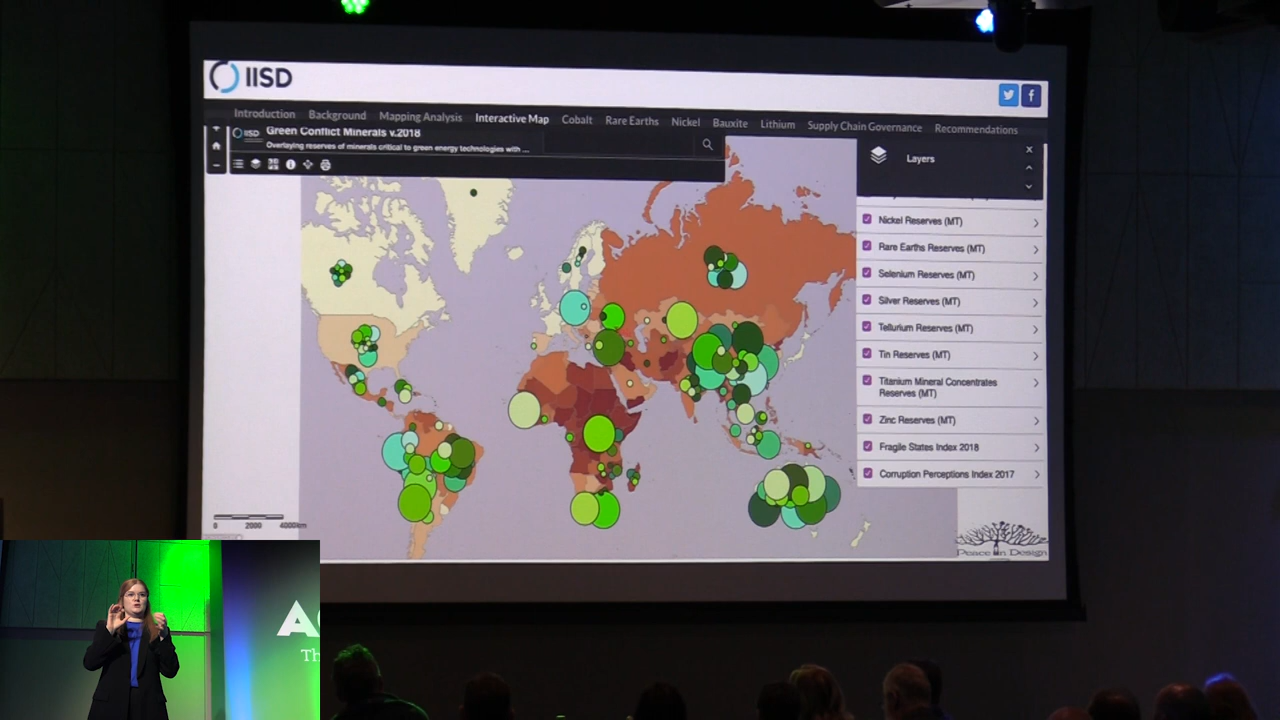 IISD
Introduction Background Mapping Analysis Interactive Map Cobalt Rare Earths Nickel Bauxite Lithium Supply Chain Governance Recommendations
IISD Green Conflict Minerals v.2018
Overlaying reserves of minerals critical to green energy technologies with ...
Layers
Nickel Reserves (MT)
Rare Earths Reserves (MT)
Selenium Reserves (MT)
Silver Reserves (MT)
Tellurium Reserves (MT)
Tin Reserves (MT)
Titanium Mineral Concentrates
Reserves (MT)
Zinc Reserves (MT)
Fragile States Index 2018
Corruption Perceptions Index 2017
0 2000 4000km
Peace in Design